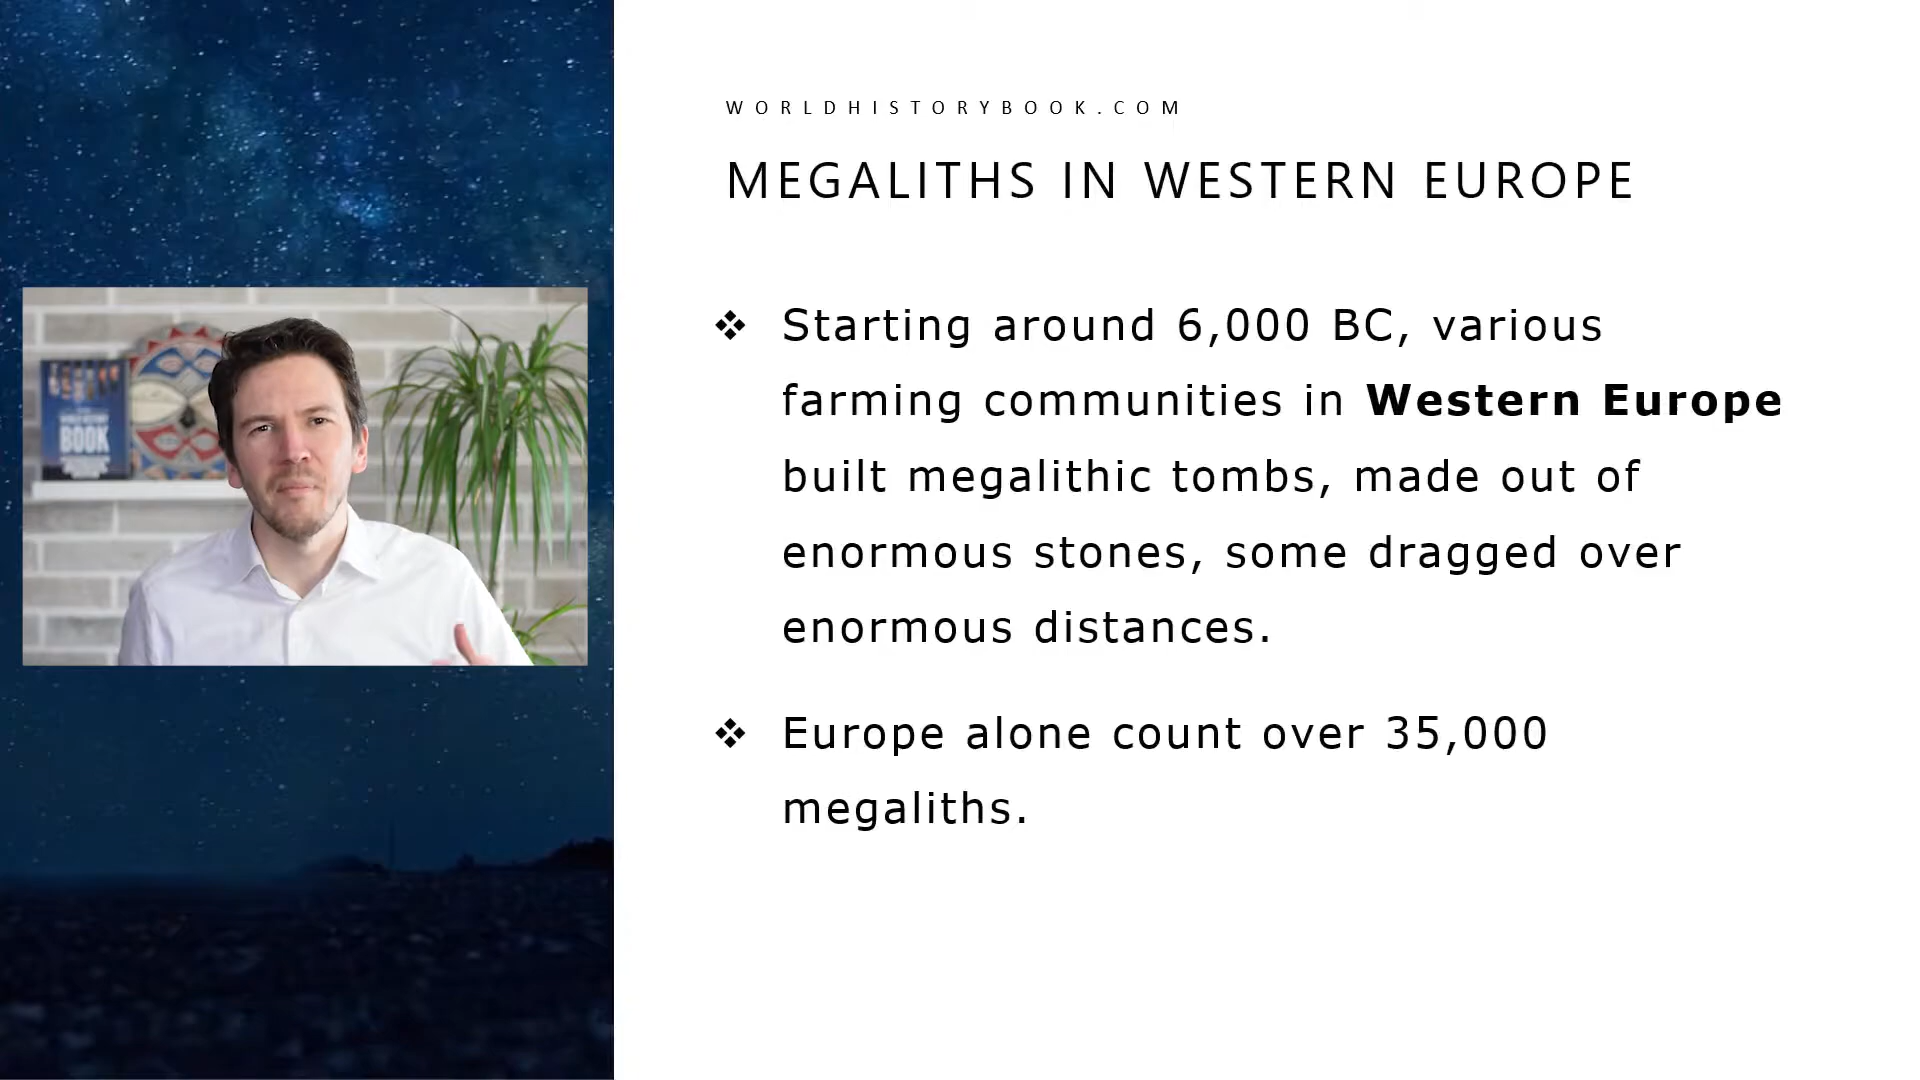 WORLDHISTORYBOOK.COM
MEGALITHS IN WESTERN EUROPE
❖ Starting around 6,000 BC, various
farming communities in Western Europe
built megalithic tombs, made out of
enormous stones, some dragged over
enormous distances.
❖ Europe alone count over 35,000
megaliths.
BOOK